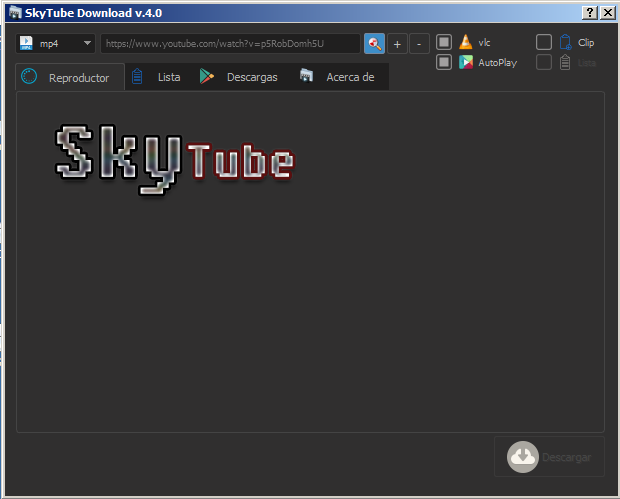 SkyTube Download v.4.0
mp4
https://www.youtube.com/watch?v=p5RobDomh5U
+
-
vlc
Clip
AutoPlay
Lista
Reproductor
Lista
Descargas
Acerca de
SkyTube
Descargar